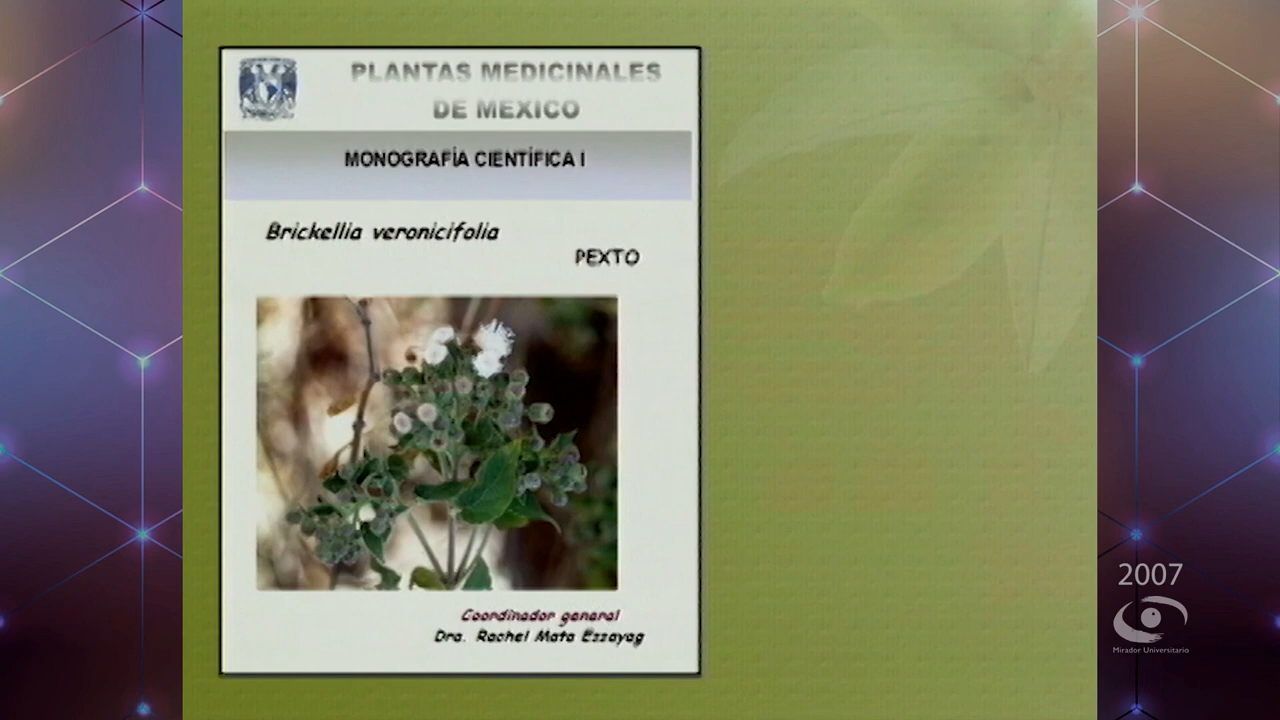 PLANTAS MEDICINALES
DE MEXICO
MONOGRAFÍA CIENTÍFICA I
Brickellia veronicifolia
PEXTO
Coordinador general
Dra. Rachel Mata Essayag
2007
Mirador Universitario